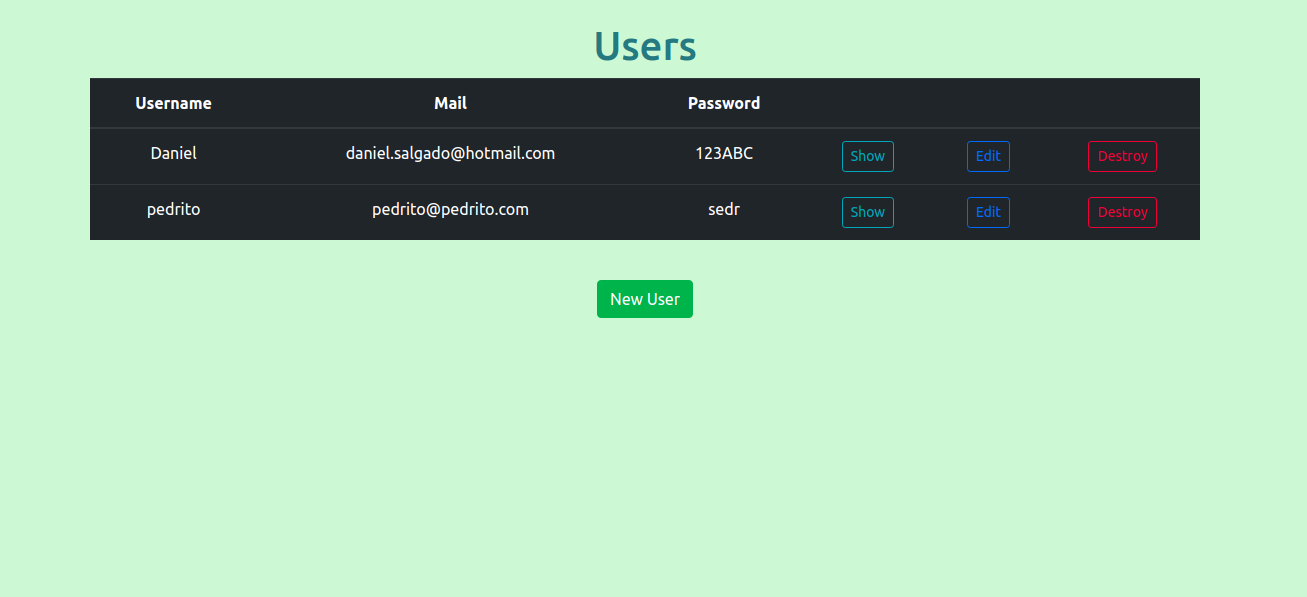 Users
Username Mail Password
Daniel daniel.salgado@hotmail.com 123ABC Show Edit Destroy
pedrito pedrito@pedrito.com sedr Show Edit Destroy
New User